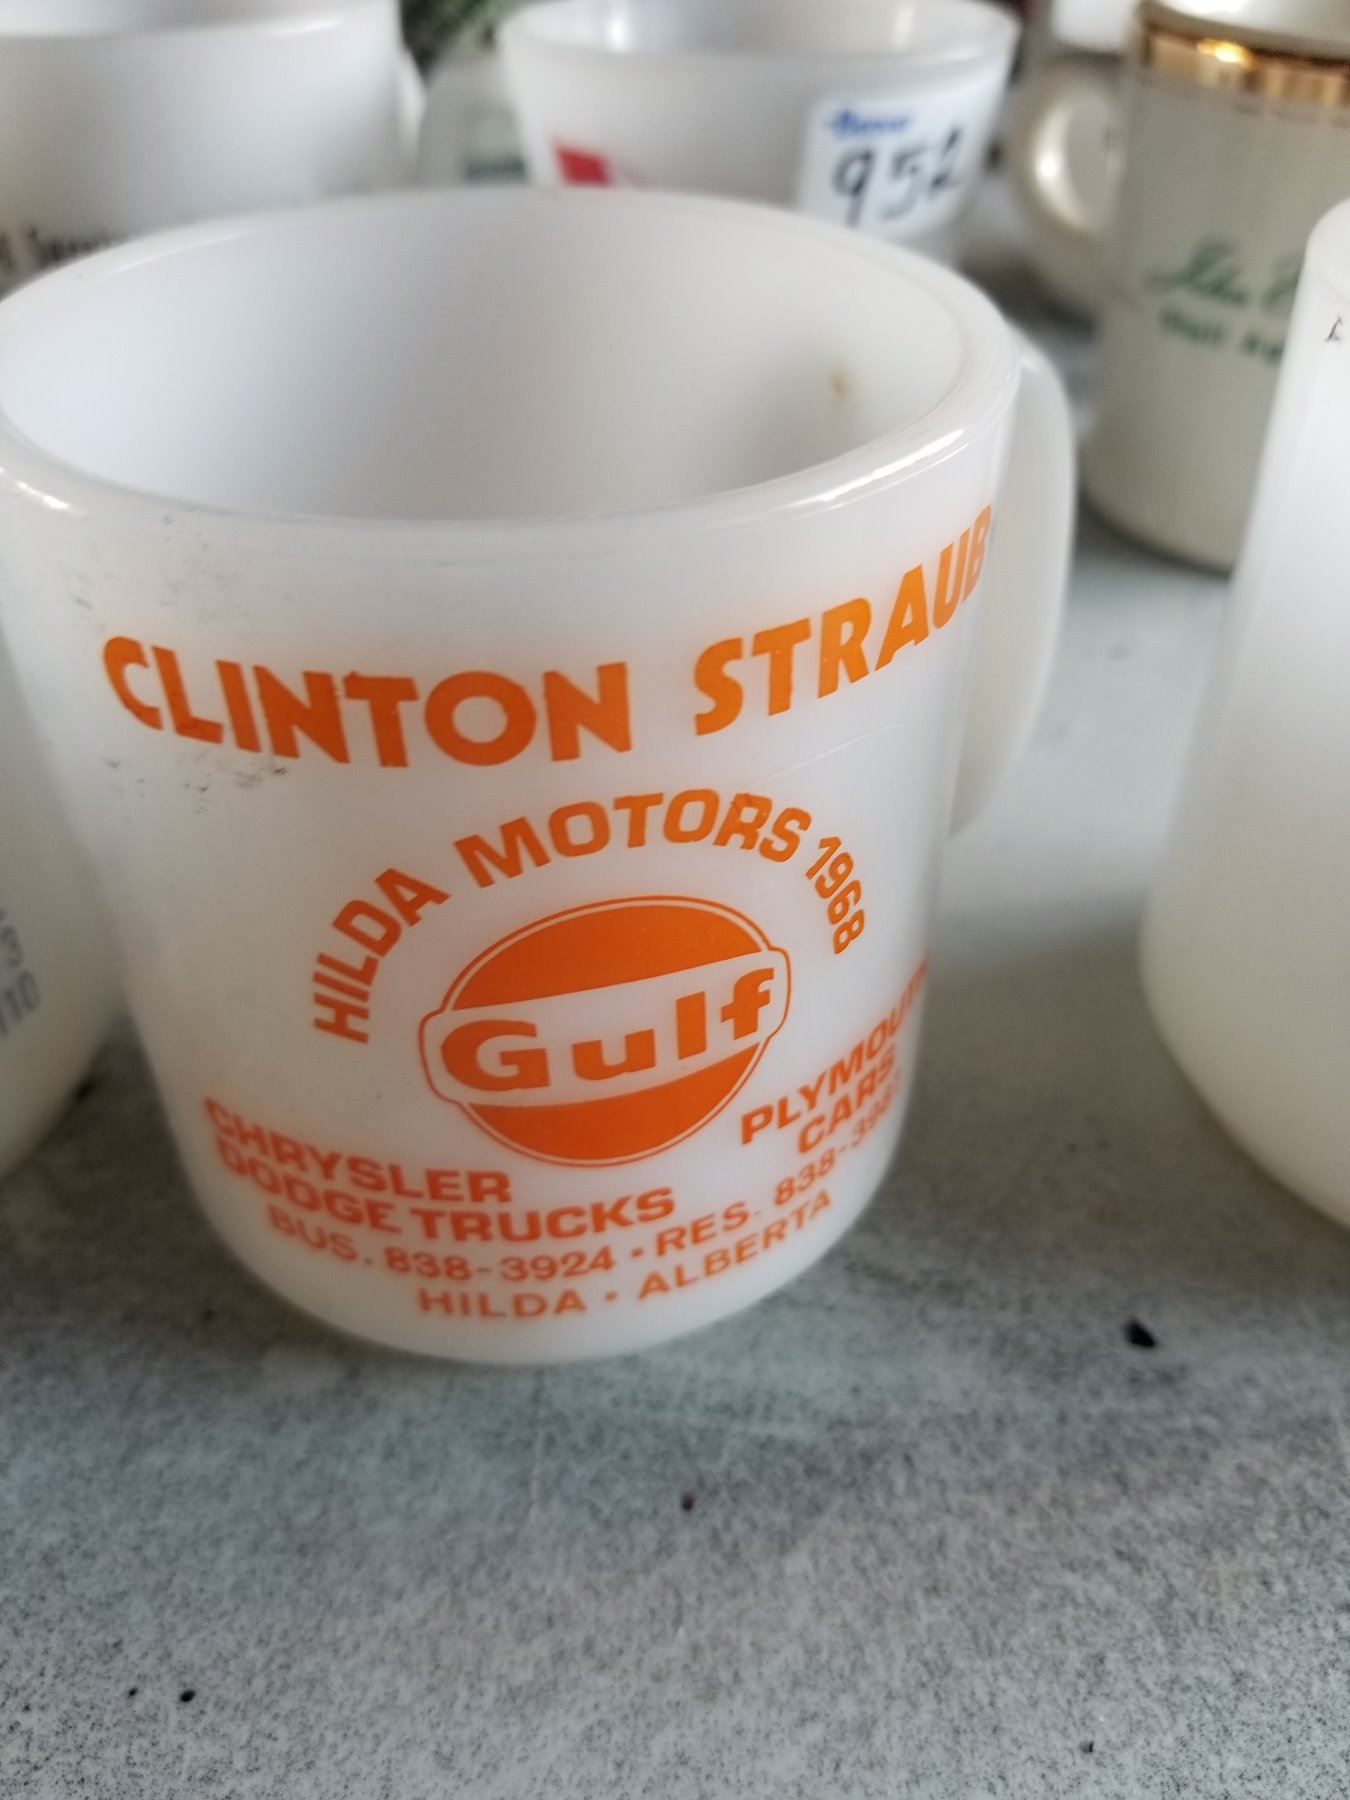 952
CLINTON STRAUB
HILDA MOTORS 1968
Gulf
CHRYSLER
DODGE TRUCKS
PLYMOUTH
CARS
BUS. 838-3924 · RES. 838-
HILDA · ALBERTA